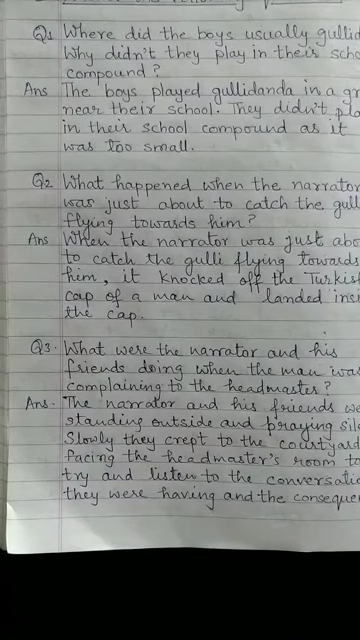 Q1 Where did the boys usually gullid
Why didn't they play in their scho
compound?
Ans The boys played gullidanda in a gr
near their school. They didn't pla
in their school compound as it
was too small.
Q2 What happened when the narrator
was just about to catch the gull
flying towards him?
Ans When the narrator was just abo
to catch the gulli flying towards
him, it knocked off the Turkis
cap of a man and landed insi
the cap.
Q3. What were the narrator and his
friends doing when the man was
complaining to the headmaster?
Ans. The narrator and his friends we
standing outside and praying sil
Slowly they crept to the courtyard
facing the headmaster's room to
try and listen to the conversatio
they were having and the conseque